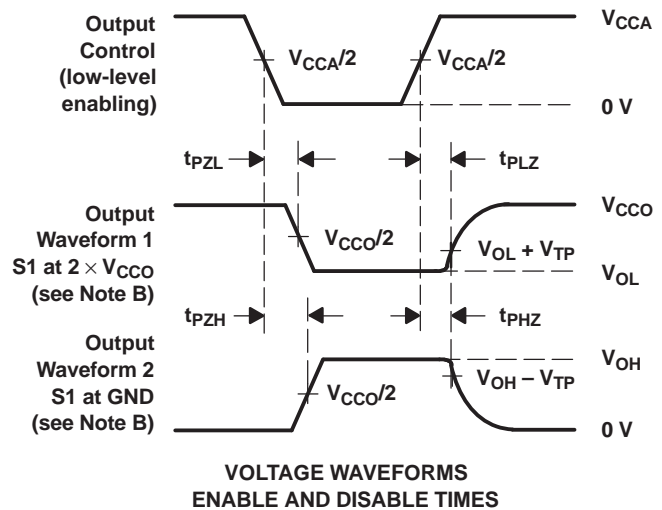 Output
Control
(low-level
enabling)
VCCA/2
VCCA/2
VCCA
0 V
tPZL
tPLZ
Output
Waveform 1
S1 at 2 × VCCO
(see Note B)
VCCO/2
VCCO
VOL + VTP
VOL
tPZH
tPHZ
Output
Waveform 2
S1 at GND
(see Note B)
VCCO/2
VOH
VOH − VTP
0 V
VOLTAGE WAVEFORMS
ENABLE AND DISABLE TIMES